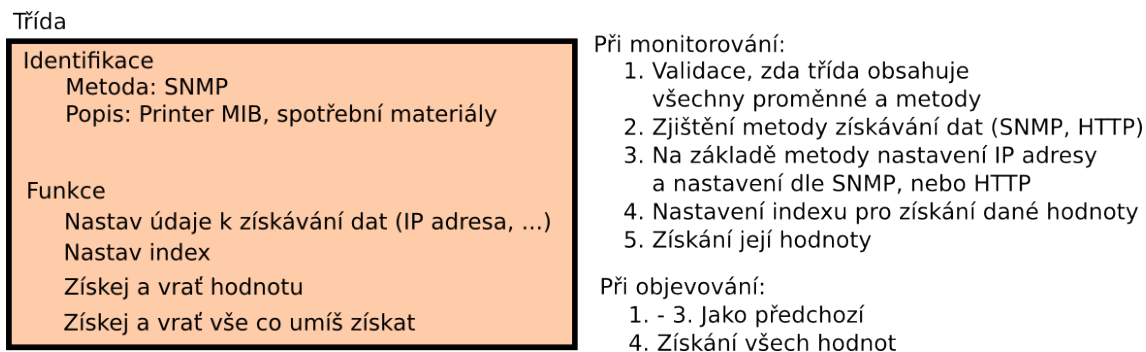 Třída
Identifikace
Metoda: SNMP
Popis: Printer MIB, spotřební materiály
Funkce
Nastav údaje k získávání dat (IP adresa, ...)
Nastav index
Získej a vrať hodnotu
Získej a vrať vše co umíš získat
Při monitorování:
1. Validace, zda třída obsahuje
všechny proměnné a metody
2. Zjištění metody získávání dat (SNMP, HTTP)
3. Na základě metody nastavení IP adresy
a nastavení dle SNMP, nebo HTTP
4. Nastavení indexu pro získání dané hodnoty
5. Získání její hodnoty
Při objevování:
1. - 3. Jako předchozí
4. Získání všech hodnot